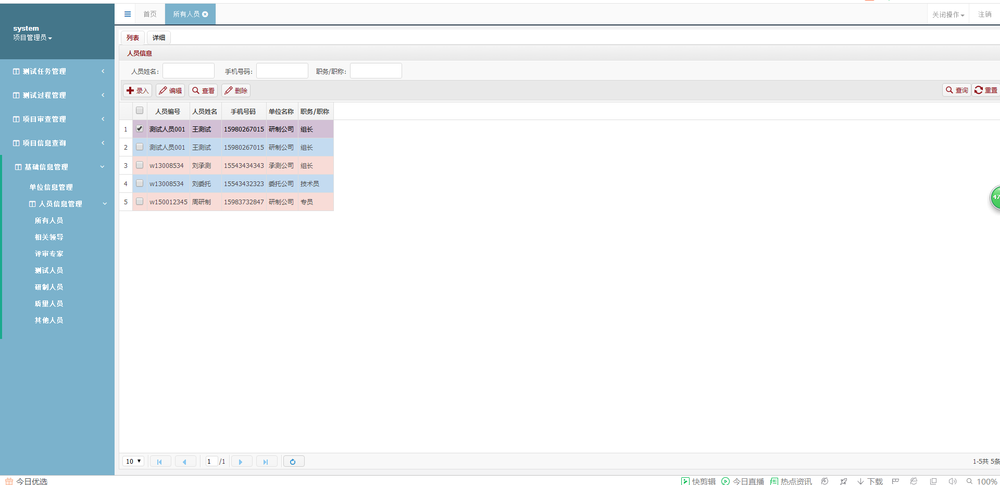 system
项目管理员
测试任务管理
测试过程管理
项目审查管理
项目信息查询
基础信息管理
单位信息管理
人员信息管理
所有人员
相关领导
评审专家
测试人员
研制人员
质量人员
其他人员
首页 所有人员 关闭操作 注销
列表 详细
人员信息
人员姓名: 手机号码: 职务/职称:
录入 编辑 查看 删除 查询 重置
人员编号 人员姓名 手机号码 单位名称 职务/职称
1 测试人员001 王测试 15980267015 研制公司 组长
2 测试人员001 王测试 15980267015 研制公司 组长
3 w13008534 刘承测 15543434343 承测公司 组长
4 w13008534 刘委托 15543432323 委托公司 技术员
5 w150012345 周研制 15983732847 研制公司 专员
47
10 1 /1 1-5共 5条
今日优选 快剪辑 今日直播 热点资讯 下载 100%